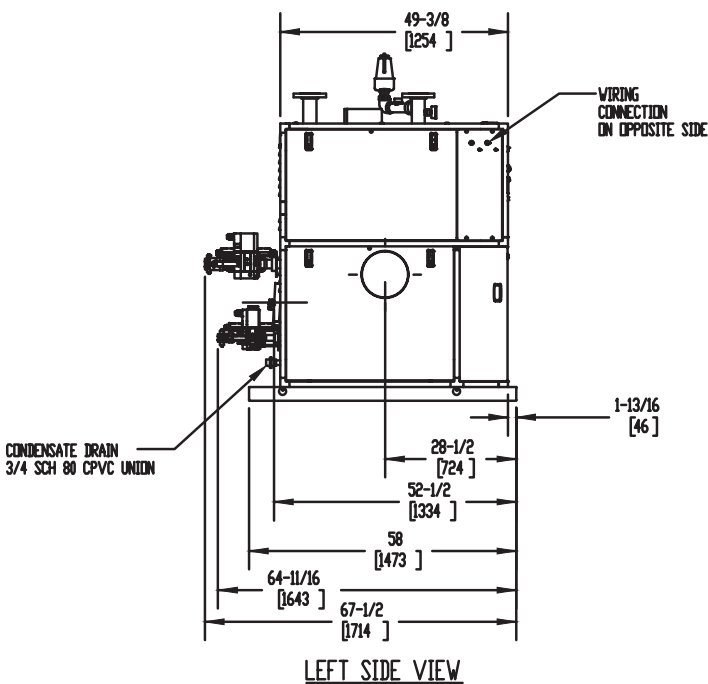 49-3/8
[1254 ]
WIRING
CONNECTION
ON OPPOSITE SIDE
1-13/16
[46 ]
28-1/2
[724 ]
CONDENSATE DRAIN
3/4 SCH 80 CPVC UNION
52-1/2
[1334 ]
58
[1473 ]
64-11/16
[1643 ]
67-1/2
[1714 ]
LEFT SIDE VIEW